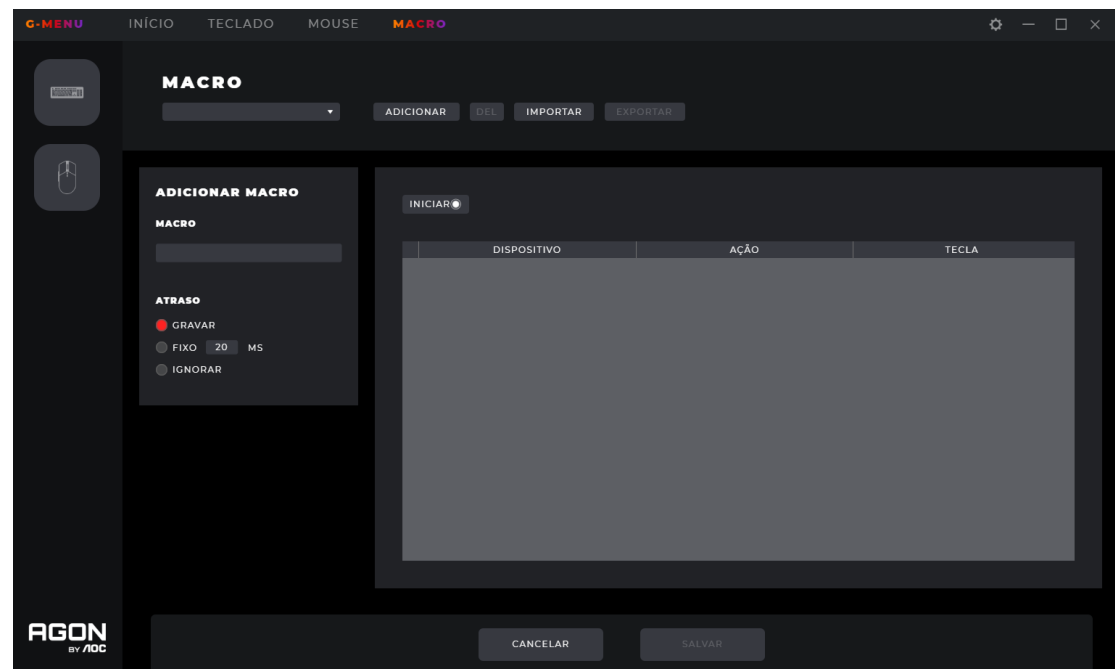 G-MENU INÍCIO TECLADO MOUSE MACRO
MACRO
ADICIONAR DEL IMPORTAR EXPORTAR
ADICIONAR MACRO
MACRO
ATRASO
GRAVAR
FIXO 20 MS
IGNORAR
INICIAR
DISPOSITIVO AÇÃO TECLA
AGON
BY AOC
CANCELAR SALVAR